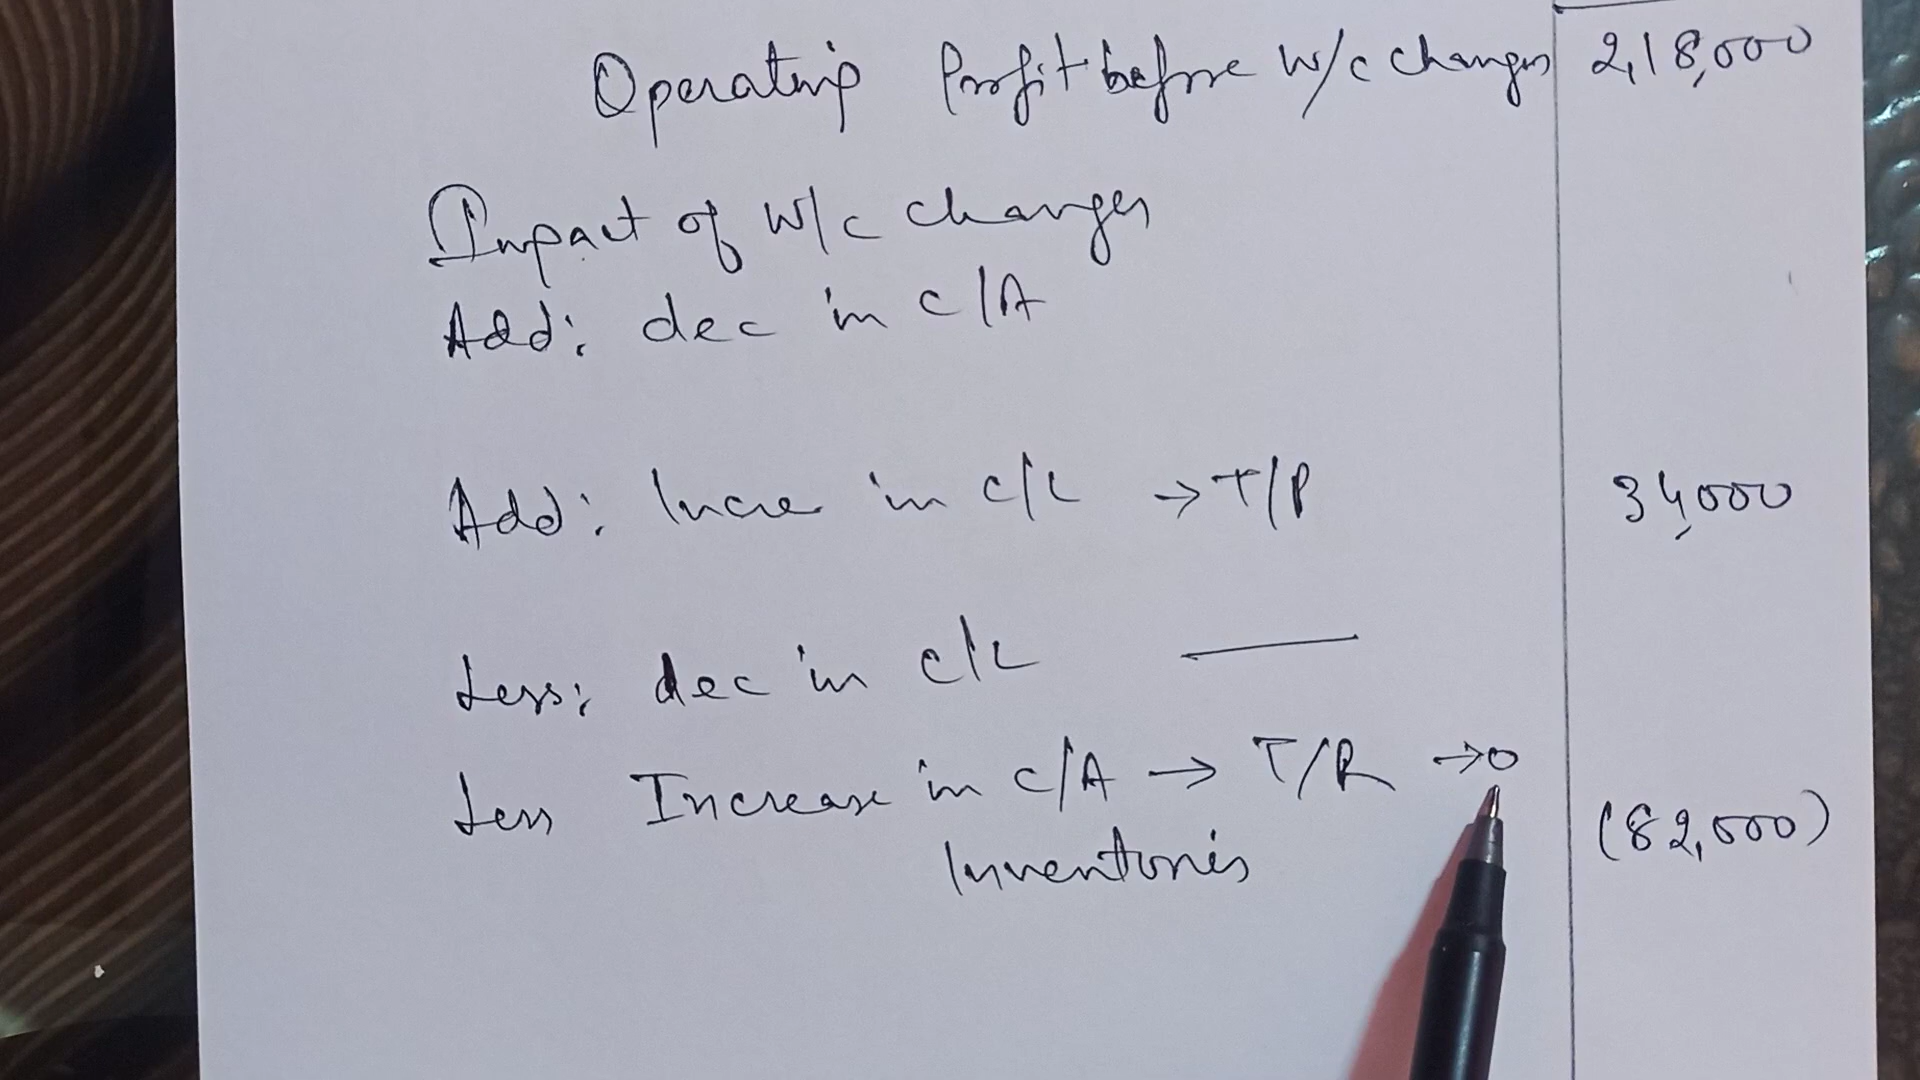 Operating Profit before W/C Changes 2,18,000
Impact of W/C Changes
Add: dec in C/A
Add: Incre in C/L → T/P 34,000
Less: dec in C/L —
Less Increase in C/A → T/R → 0
Inventories (82,000)